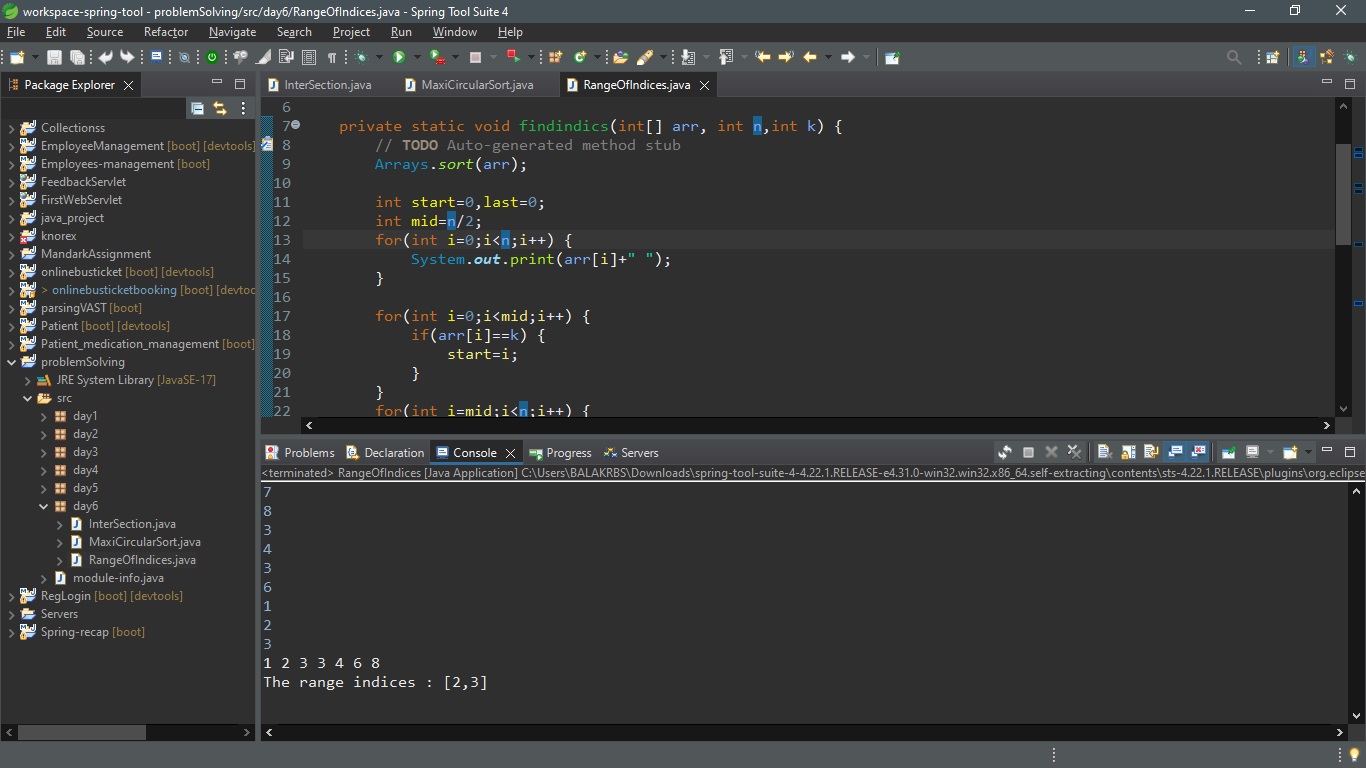 workspace-spring-tool - problemSolving/src/day6/RangeOfIndices.java - Spring Tool Suite 4
File Edit Source Refactor Navigate Search Project Run Window Help
Package Explorer
InterSection.java
MaxiCircularSort.java
RangeOfIndices.java
Collectionss
EmployeeManagement [boot] [devtools]
Employees-management [boot]
FeedbackServlet
FirstWebServlet
java_project
knorex
MandarkAssignment
onlinebusticket [boot] [devtools]
> onlinebusticketbooking [boot] [devtoc
parsingVAST [boot]
Patient [boot] [devtools]
Patient_medication_management [boot]
problemSolving
JRE System Library [JavaSE-17]
src
day1
day2
day3
day4
day5
day6
InterSection.java
MaxiCircularSort.java
RangeOfIndices.java
module-info.java
RegLogin [boot] [devtools]
Servers
Spring-recap [boot]
6
7 private static void findindics(int[] arr, int n,int k) {
8 // TODO Auto-generated method stub
9 Arrays.sort(arr);
10
11 int start=0,last=0;
12 int mid=n/2;
13 for(int i=0;i<n;i++) {
14 System.out.print(arr[i]+" ");
15 }
16
17 for(int i=0;i<mid;i++) {
18 if(arr[i]==k) {
19 start=i;
20 }
21 }
22 for(int i=mid;i<n;i++) {
Problems Declaration Console Progress Servers
<terminated> RangeOfIndices [Java Application] C:\Users\BALAKRBS\Downloads\spring-tool-suite-4-4.22.1.RELEASE-e4.31.0-win32.win32.x86_64.self-extracting\contents\sts-4.22.1.RELEASE\plugins\org.eclipse
7
8
3
4
3
6
1
2
3
1 2 3 3 4 6 8
The range indices : [2,3]